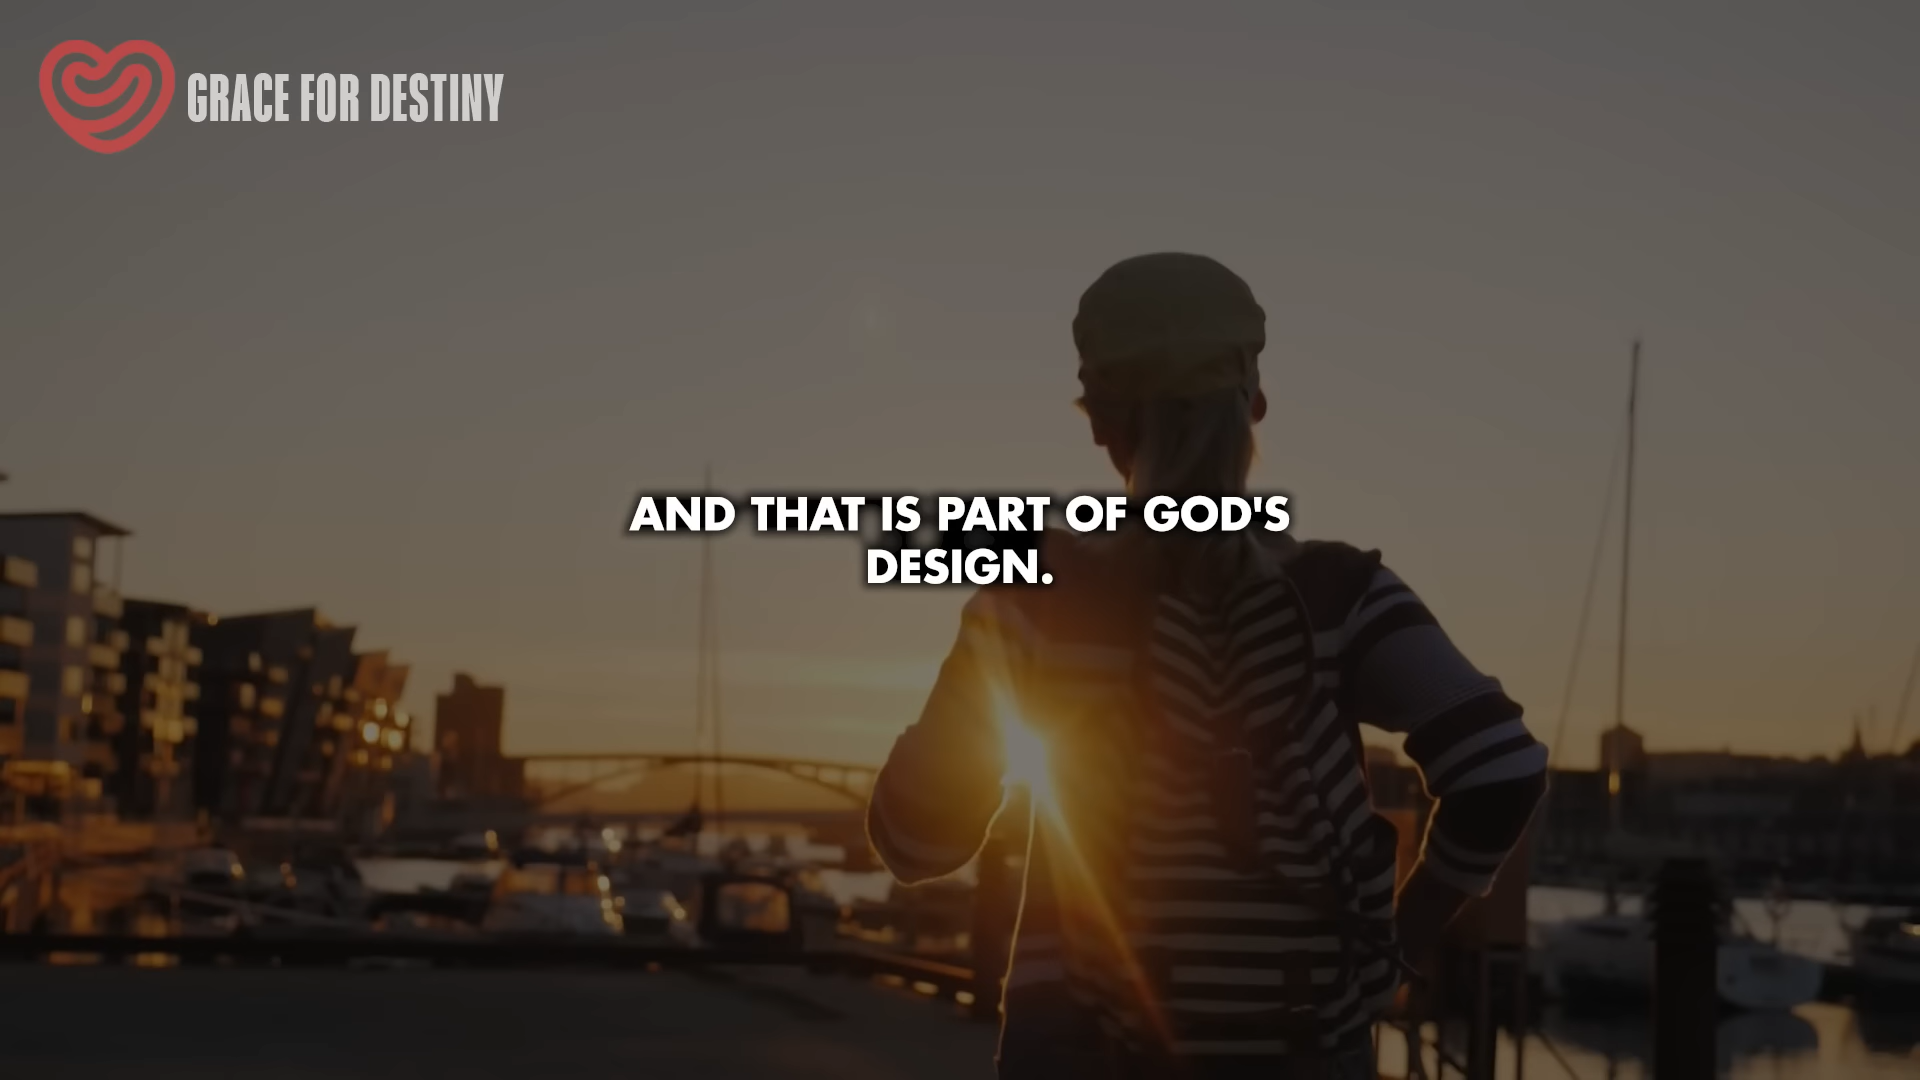 GRACE FOR DESTINY
AND THAT IS PART OF GOD'S
DESIGN.